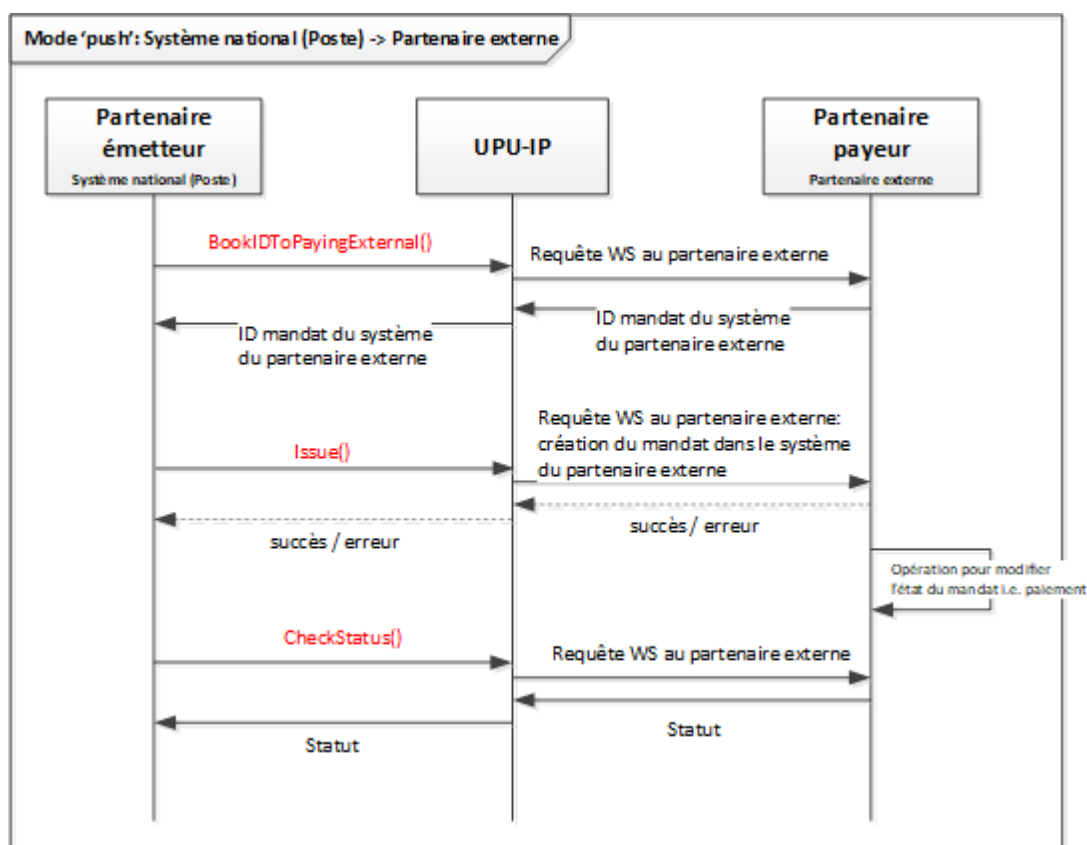 Mode ‘push’: Système national (Poste) -> Partenaire externe
Partenaire
émetteur
Système national (Poste)
UPU-IP
Partenaire
payeur
Partenaire externe
BookIDToPayingExternal()
Requête WS au partenaire externe
ID mandat du système
du partenaire externe
ID mandat du système
du partenaire externe
Requête WS au partenaire externe:
création du mandat dans le système
du partenaire externe
Issue()
succès / erreur
succès / erreur
Opération pour modifier
l’état du mandat i.e. paiement
CheckStatus()
Requête WS au partenaire externe
Statut
Statut